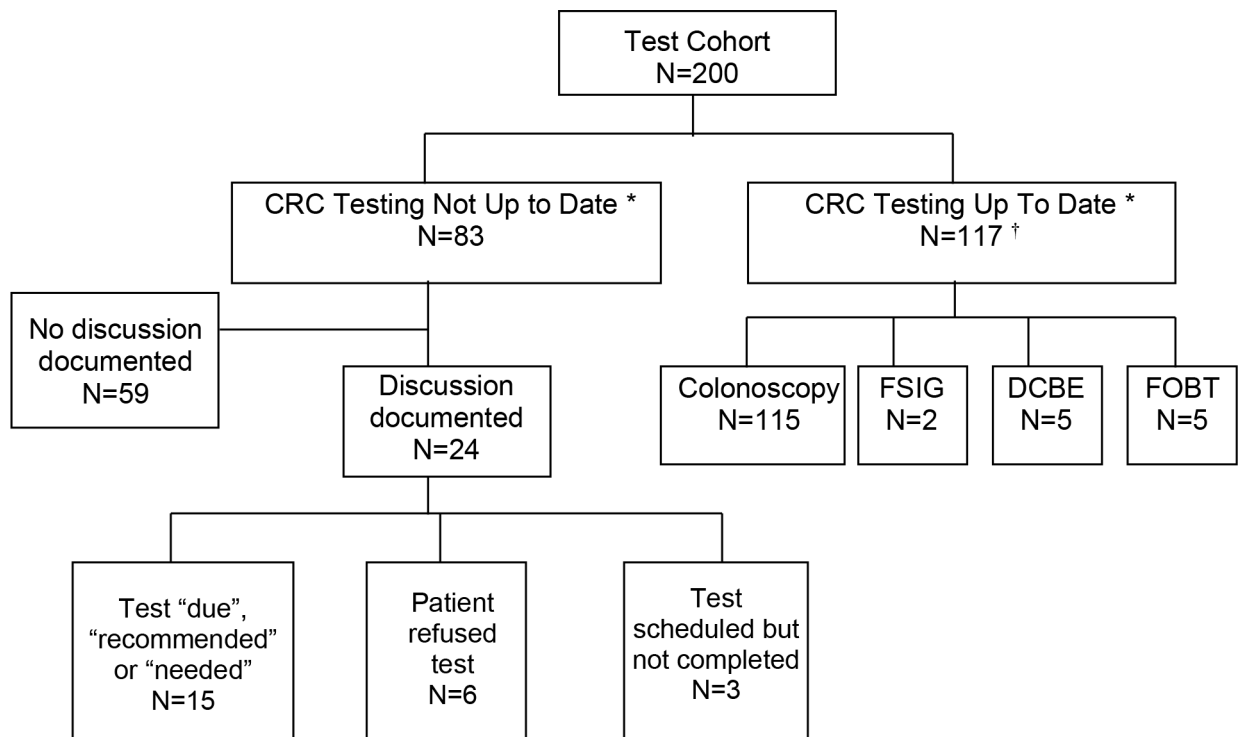 Test Cohort
N=200
CRC Testing Not Up to Date *
N=83
CRC Testing Up To Date *
N=117 †
No discussion
documented
N=59
Discussion
documented
N=24
Colonoscopy
N=115
FSIG
N=2
DCBE
N=5
FOBT
N=5
Test “due”,
“recommended”
or “needed”
N=15
Patient
refused
test
N=6
Test
scheduled but
not completed
N=3